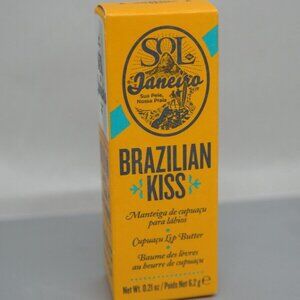 SOL
de
Janeiro
Sua Pele,
Nossa Praia
BRAZILIAN
KISS
Manteiga de cupuaçu
para lábios
Cupuaçu Lip Butter
Baume des lèvres
au beurre de cupuaçu
Net Wt. 0.21 oz / Poids Net 6.2 g ℮